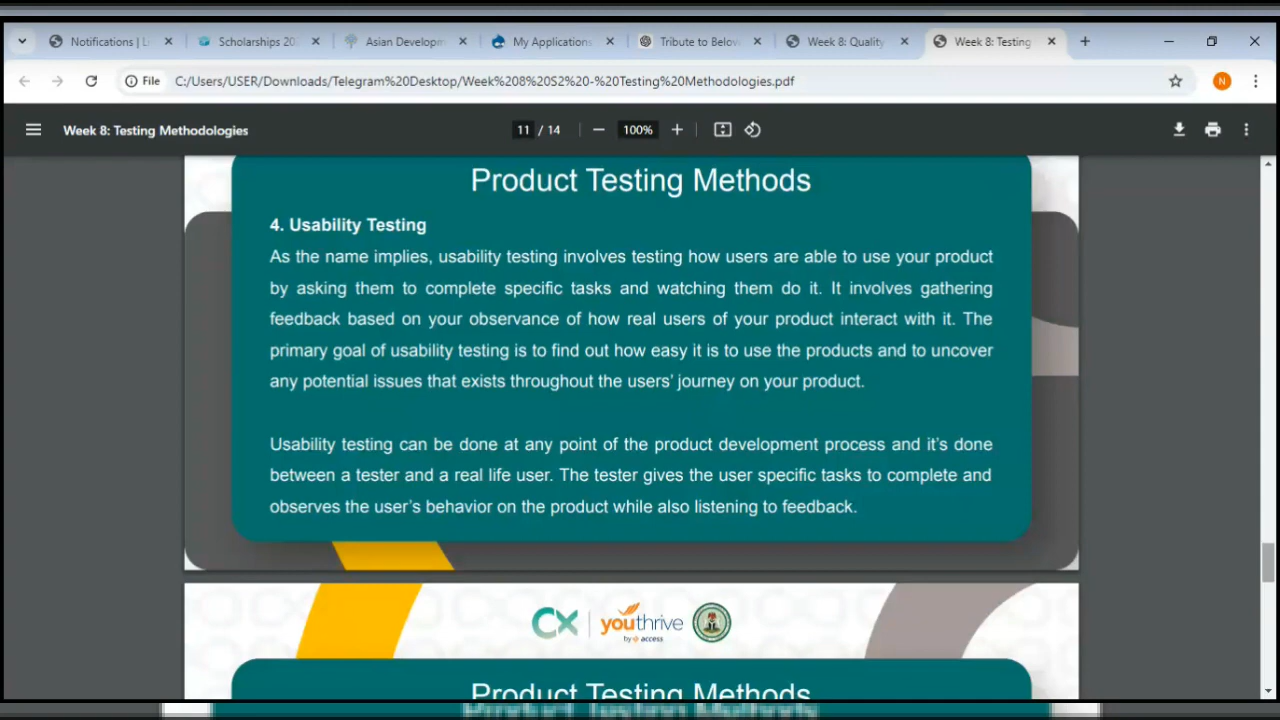 Notifications | L
Scholarships 20
Asian Developm
My Applications
Tribute to Belov
Week 8: Quality
Week 8: Testing
File
C:/Users/USER/Downloads/Telegram%20Desktop/Week%208%20S2%20-%20Testing%20Methodologies.pdf
N
Week 8: Testing Methodologies
11 / 14
100%
Product Testing Methods
4. Usability Testing
As the name implies, usability testing involves testing how users are able to use your product
by asking them to complete specific tasks and watching them do it. It involves gathering
feedback based on your observance of how real users of your product interact with it. The
primary goal of usability testing is to find out how easy it is to use the products and to uncover
any potential issues that exists throughout the users’ journey on your product.
Usability testing can be done at any point of the product development process and it’s done
between a tester and a real life user. The tester gives the user specific tasks to complete and
observes the user’s behavior on the product while also listening to feedback.
CX
youthrive
by access
Product Testing Methods
Product Testing Methods